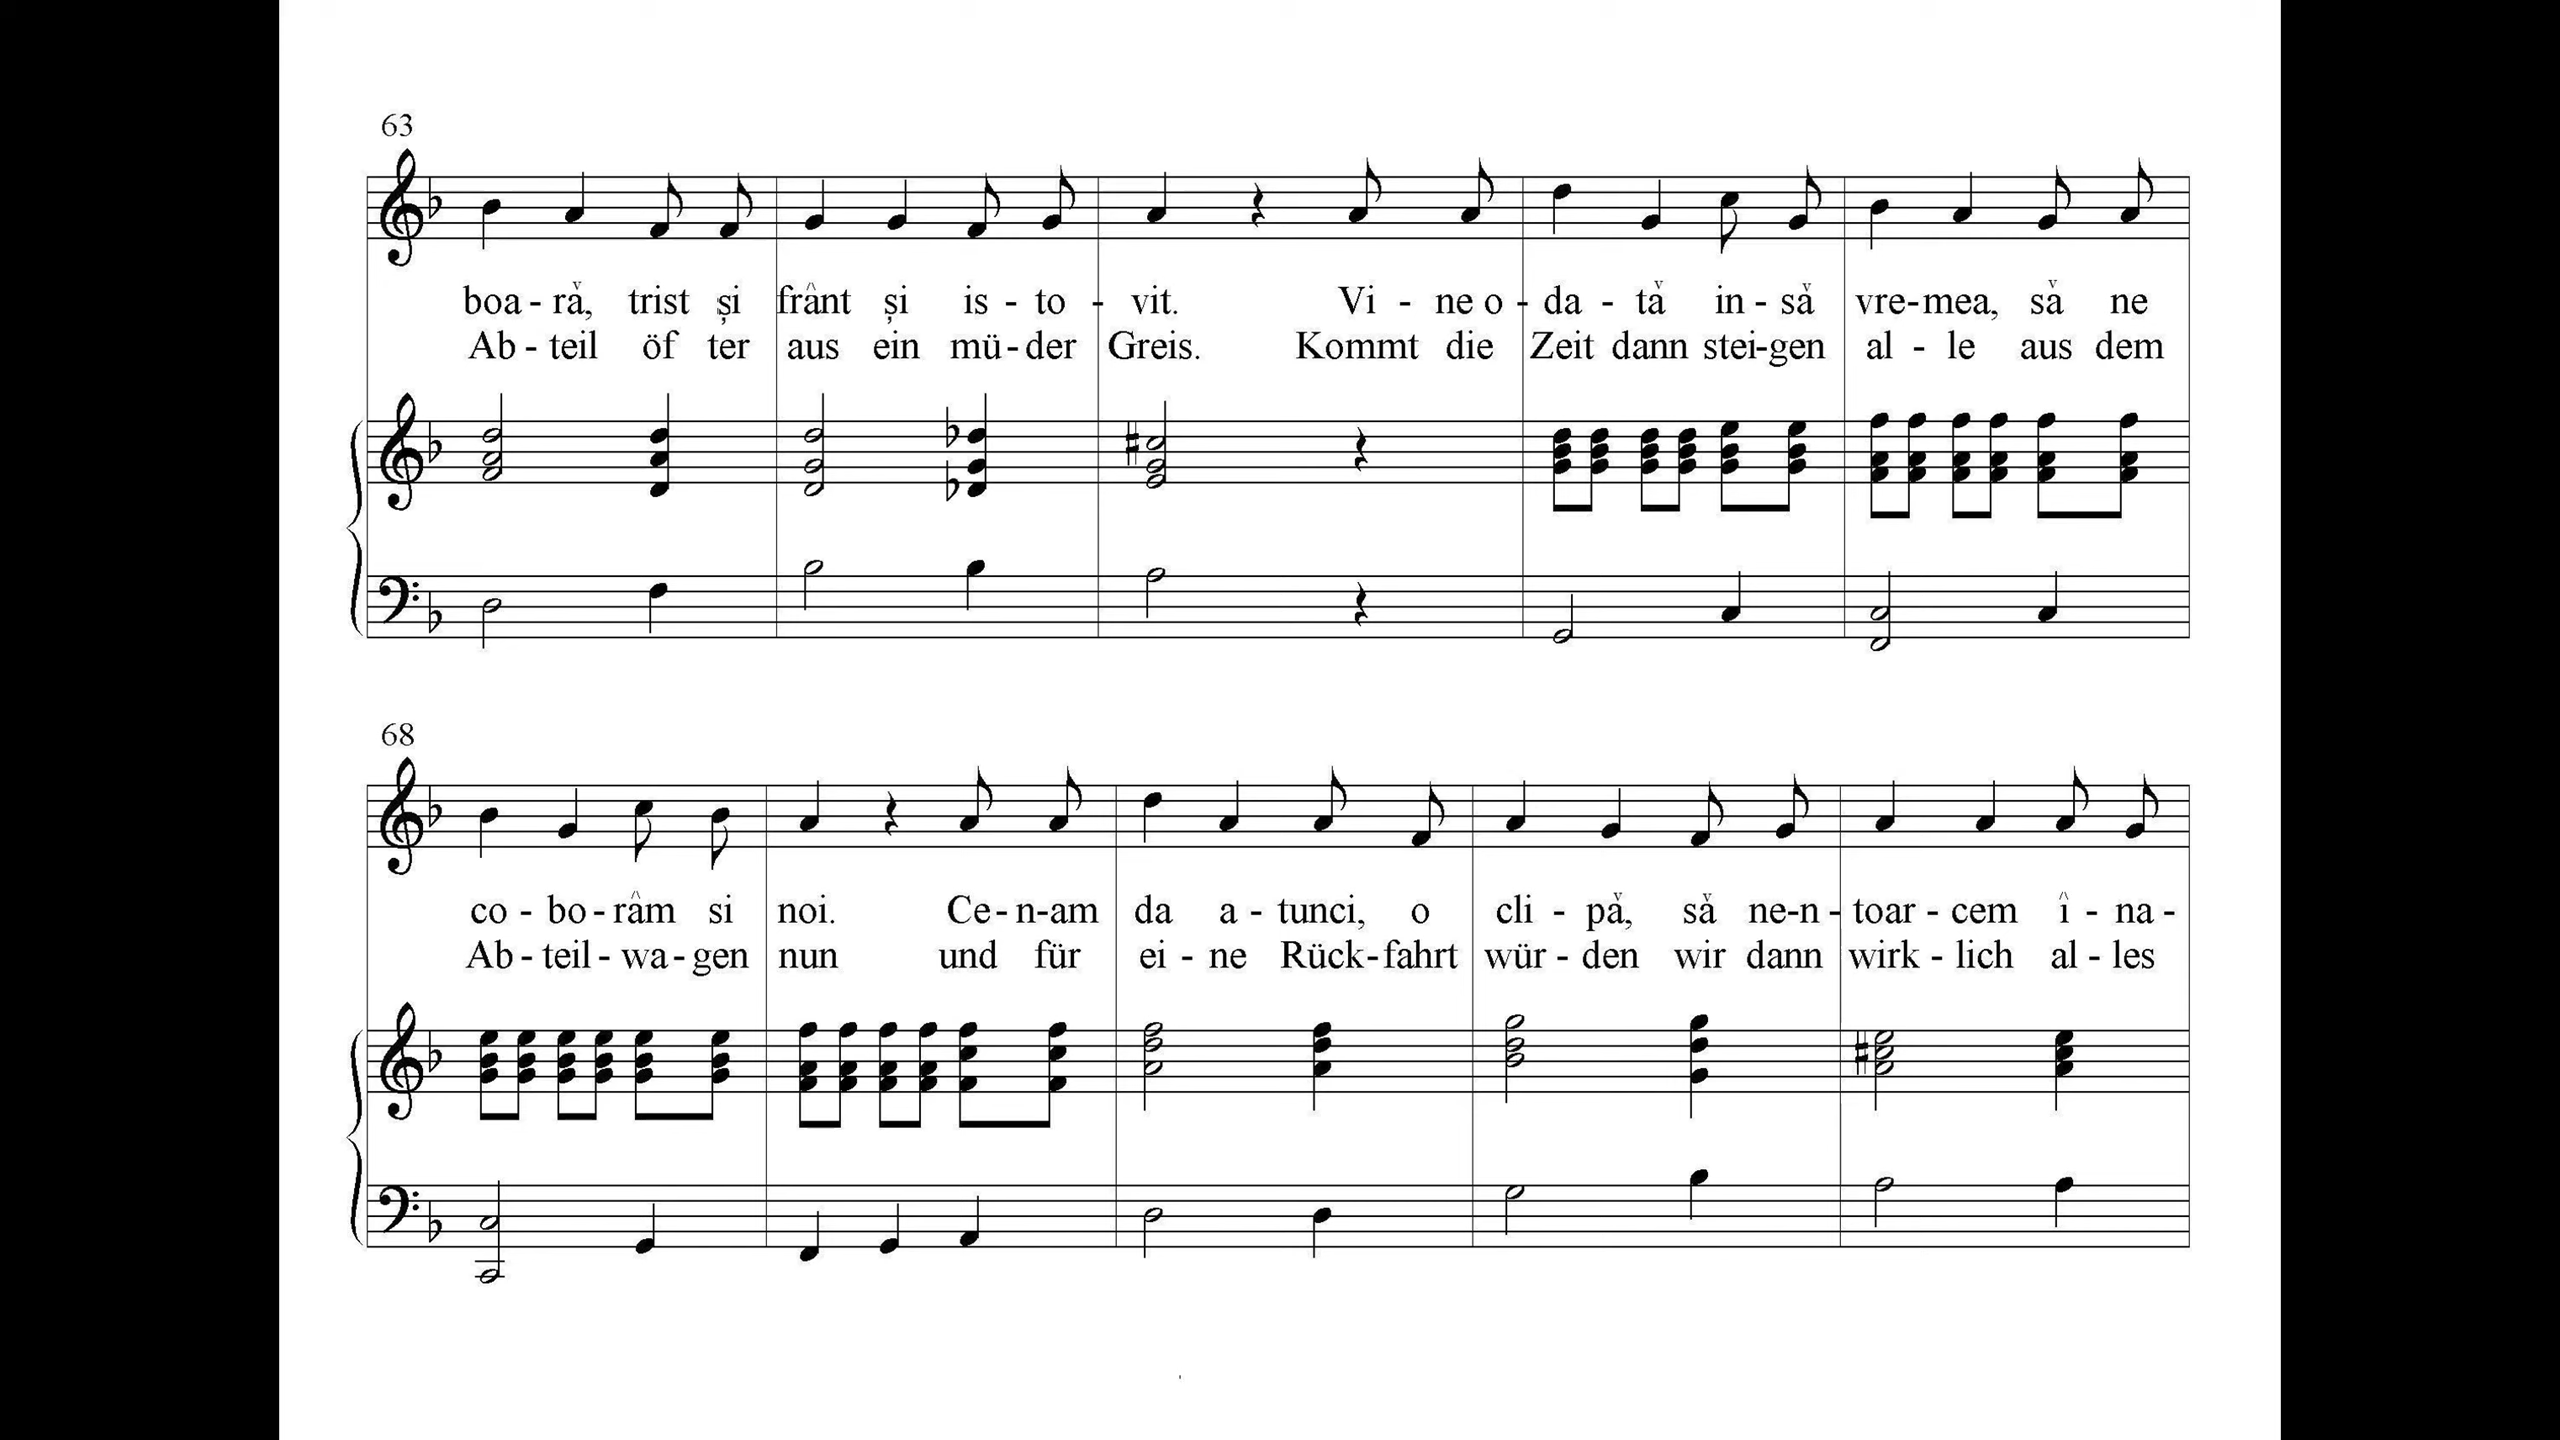 63
boa - ră, trist și frânt și is - to - vit. Vi - ne o - da - tă in - să vre - mea, să ne
Ab - teil öf ter aus ein mü - der Greis. Kommt die Zeit dann stei - gen al - le aus dem
68
co - bo - râm si noi. Ce - n-am da a - tunci, o cli - pă, să ne-n - toar - cem î - na -
Ab - teil - wa - gen nun und für ei - ne Rück - fahrt wür - den wir dann wirk - lich al - les